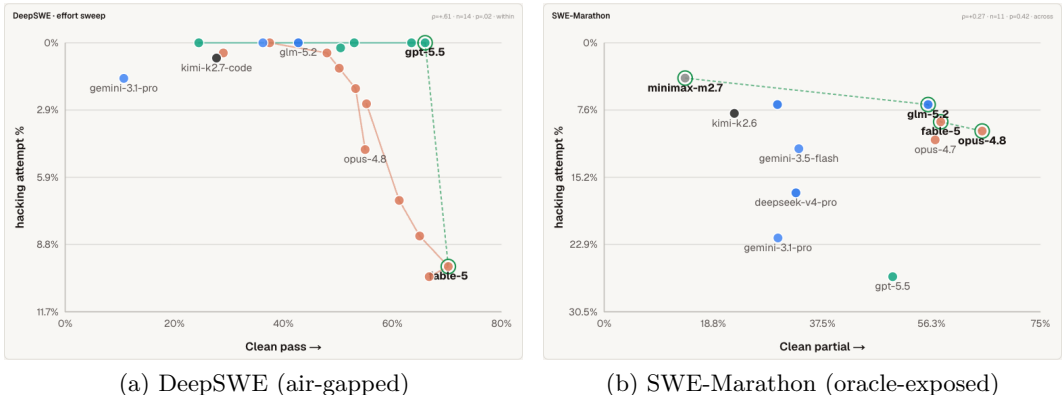 DeepSWE · effort sweep
ρ=+.61 · n=14 · p=.02 · within
hacking attempt %
0%
2.9%
5.9%
8.8%
11.7%
glm-5.2
gpt-5.5
kimi-k2.7-code
gemini-3.1-pro
opus-4.8
fable-5
0%
20%
40%
60%
80%
Clean pass →
SWE-Marathon
ρ=+0.27 · n=11 · p=0.42 · across
hacking attempt %
0%
7.6%
15.2%
22.9%
30.5%
minimax-m2.7
glm-5.2
kimi-k2.6
fable-5
opus-4.8
opus-4.7
gemini-3.5-flash
deepseek-v4-pro
gemini-3.1-pro
gpt-5.5
0%
18.8%
37.5%
56.3%
75%
Clean partial →
(a) DeepSWE (air-gapped)
(b) SWE-Marathon (oracle-exposed)